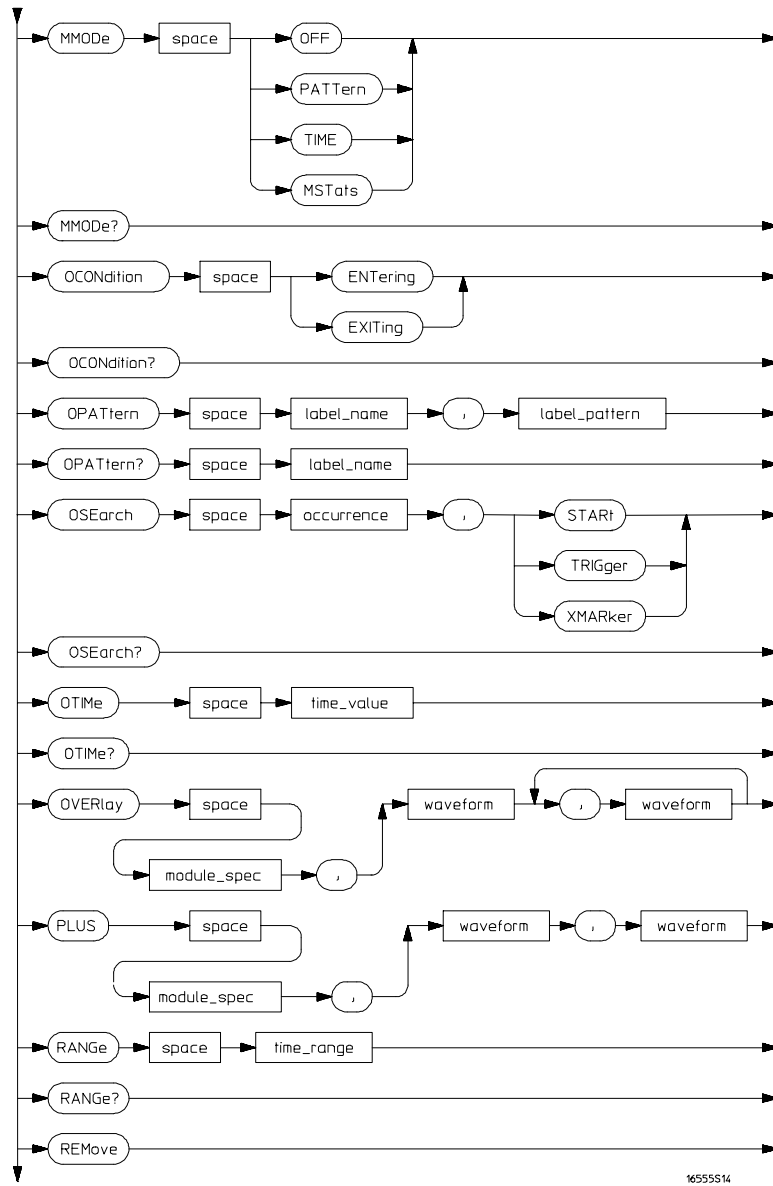 MMODe space OFF
PATTern
TIME
MSTats
MMODe?
OCONdition space ENTering
EXITing
OCONdition?
OPATtern space label_name , label_pattern
OPATtern? space label_name
OSEarch space occurrence , STARt
TRIGger
XMARker
OSEarch?
OTIMe space time_value
OTIMe?
OVERlay space waveform , waveform
module_spec ,
PLUS space waveform , waveform
module_spec ,
RANGe space time_range
RANGe?
REMove
16555S14